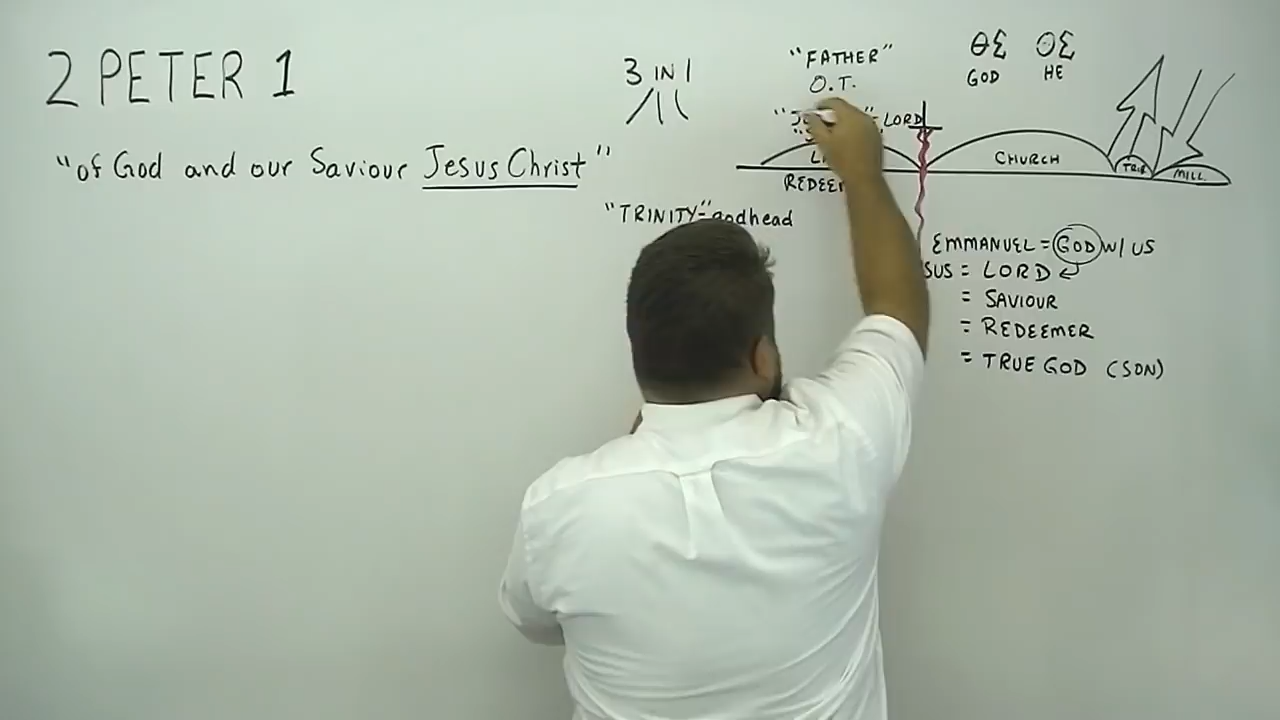 2 PETER 1
"of God and our Saviour Jesus Christ"
3 IN 1
"FATHER"
O.T.
LORD
REDEEM
"TRINITY"-godhead
ΘΣ ΟΣ
GOD HE
CHURCH
TRIB
MILL.
EMMANUEL = GOD W/ US
SUS = LORD
= SAVIOUR
= REDEEMER
= TRUE GOD (SON)